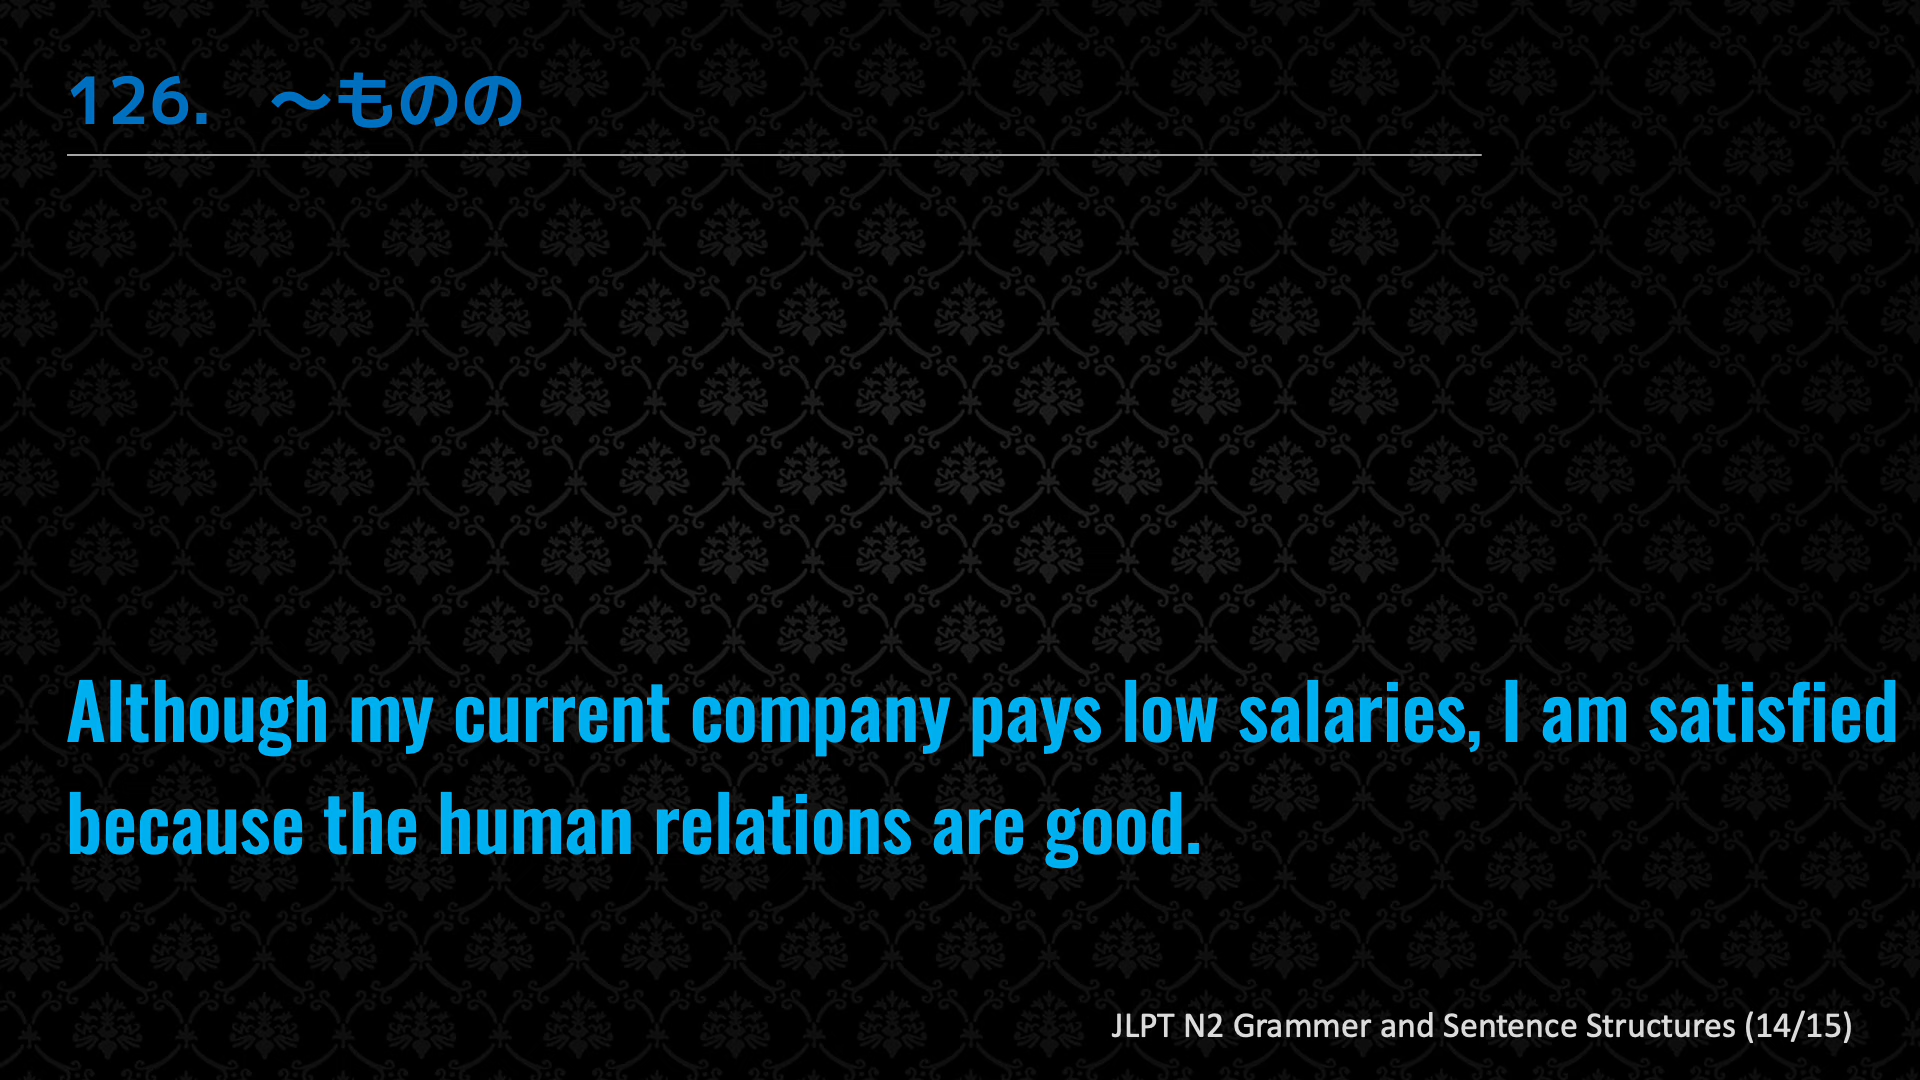 126. ～ものの
Although my current company pays low salaries, I am satisfied
because the human relations are good.
JLPT N2 Grammer and Sentence Structures (14/15)